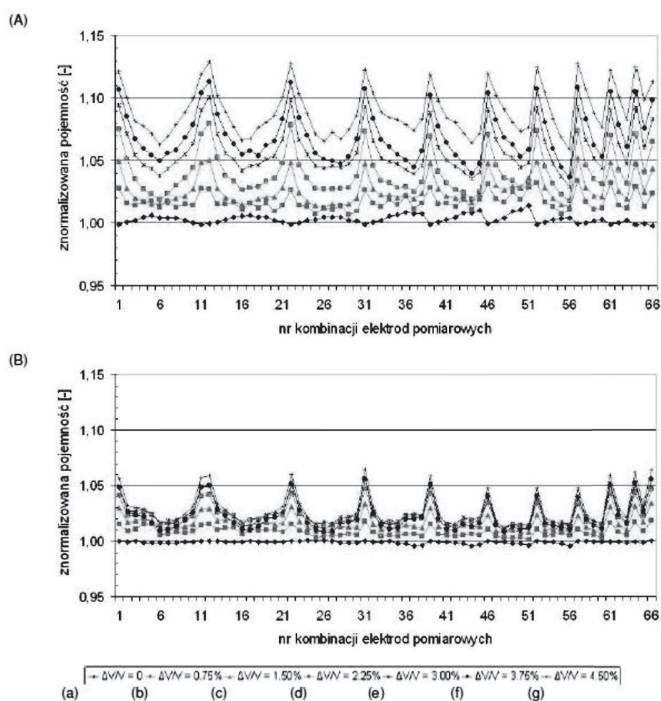 (A)
1,15
1,10
1,05
1,00
0,95
znormalizowana pojemność [-]
1 6 11 16 21 26 31 36 41 46 51 56 61 66
nr kombinacji elektrod pomiarowych
(B)
1,15
1,10
1,05
1,00
0,95
znormalizowana pojemność [-]
1 6 11 16 21 26 31 36 41 46 51 56 61 66
nr kombinacji elektrod pomiarowych
ΔV/V = 0 ΔV/V = 0.75% ΔV/V = 1.50% ΔV/V = 2.25% ΔV/V = 3.00% ΔV/V = 3.75% ΔV/V = 4.50%
(a) (b) (c) (d) (e) (f) (g)